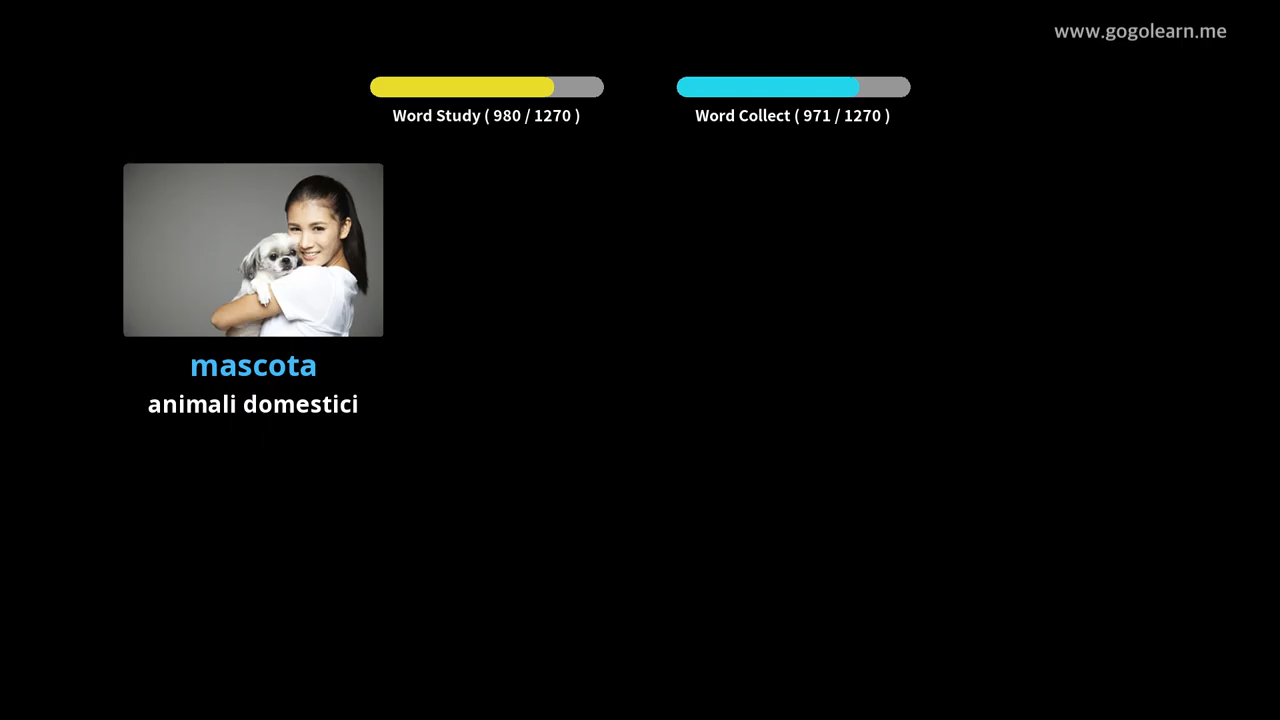 www.gogolearn.me
Word Study ( 980 / 1270 )
Word Collect ( 971 / 1270 )
mascota
animali domestici